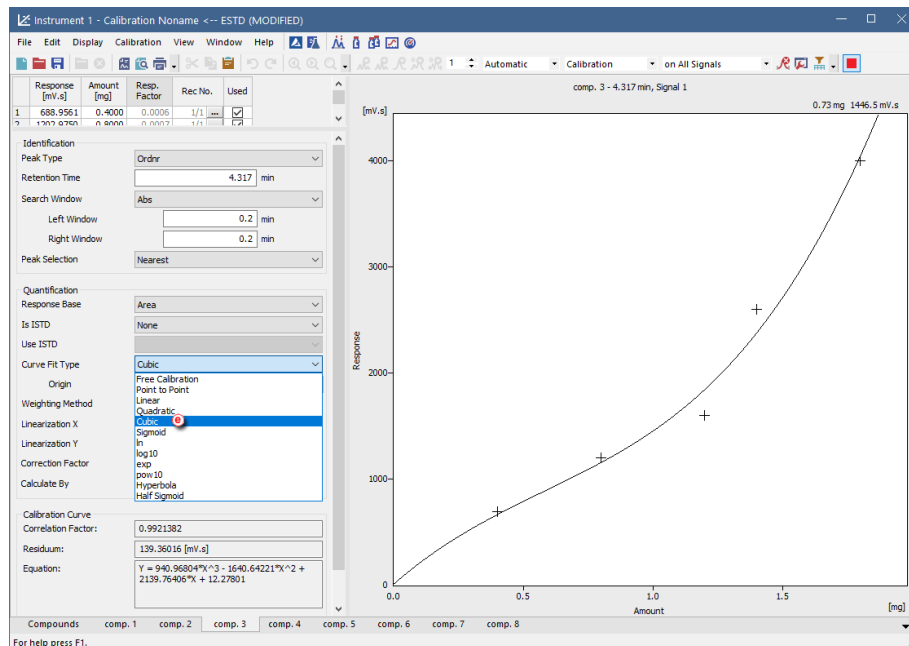 Instrument 1 - Calibration Noname <-- ESTD (MODIFIED)
File Edit Display Calibration View Window Help
1 Automatic Calibration on All Signals
Response [mV.s] Amount [mg] Resp. Factor Rec No. Used
1 688.9561 0.4000 0.0006 1/1 ...
2 1202.9750 0.8000 0.0007 1/1
Identification
Peak Type Ordnr
Retention Time 4.317 min
Search Window Abs
Left Window 0.2 min
Right Window 0.2 min
Peak Selection Nearest
Quantification
Response Base Area
Is ISTD None
Use ISTD
Curve Fit Type Cubic
Origin
Weighting Method
Linearization X
Linearization Y
Correction Factor
Calculate By
Free Calibration
Point to Point
Linear
Quadratic
Cubic e
Sigmoid
ln
log10
exp
pow10
Hyperbola
Half Sigmoid
Calibration Curve
Correlation Factor: 0.9921382
Residuum: 139.36016 [mV.s]
Equation: Y = 940.96804*X^3 - 1640.64221*X^2 +
2139.76406*X + 12.27801
comp. 3 - 4.317 min, Signal 1
0.73 mg 1446.5 mV.s
[mV.s]
4000
3000
Response
2000
1000
0
0.0 0.5 1.0 1.5
Amount [mg]
Compounds comp. 1 comp. 2 comp. 3 comp. 4 comp. 5 comp. 6 comp. 7 comp. 8
For help press F1.